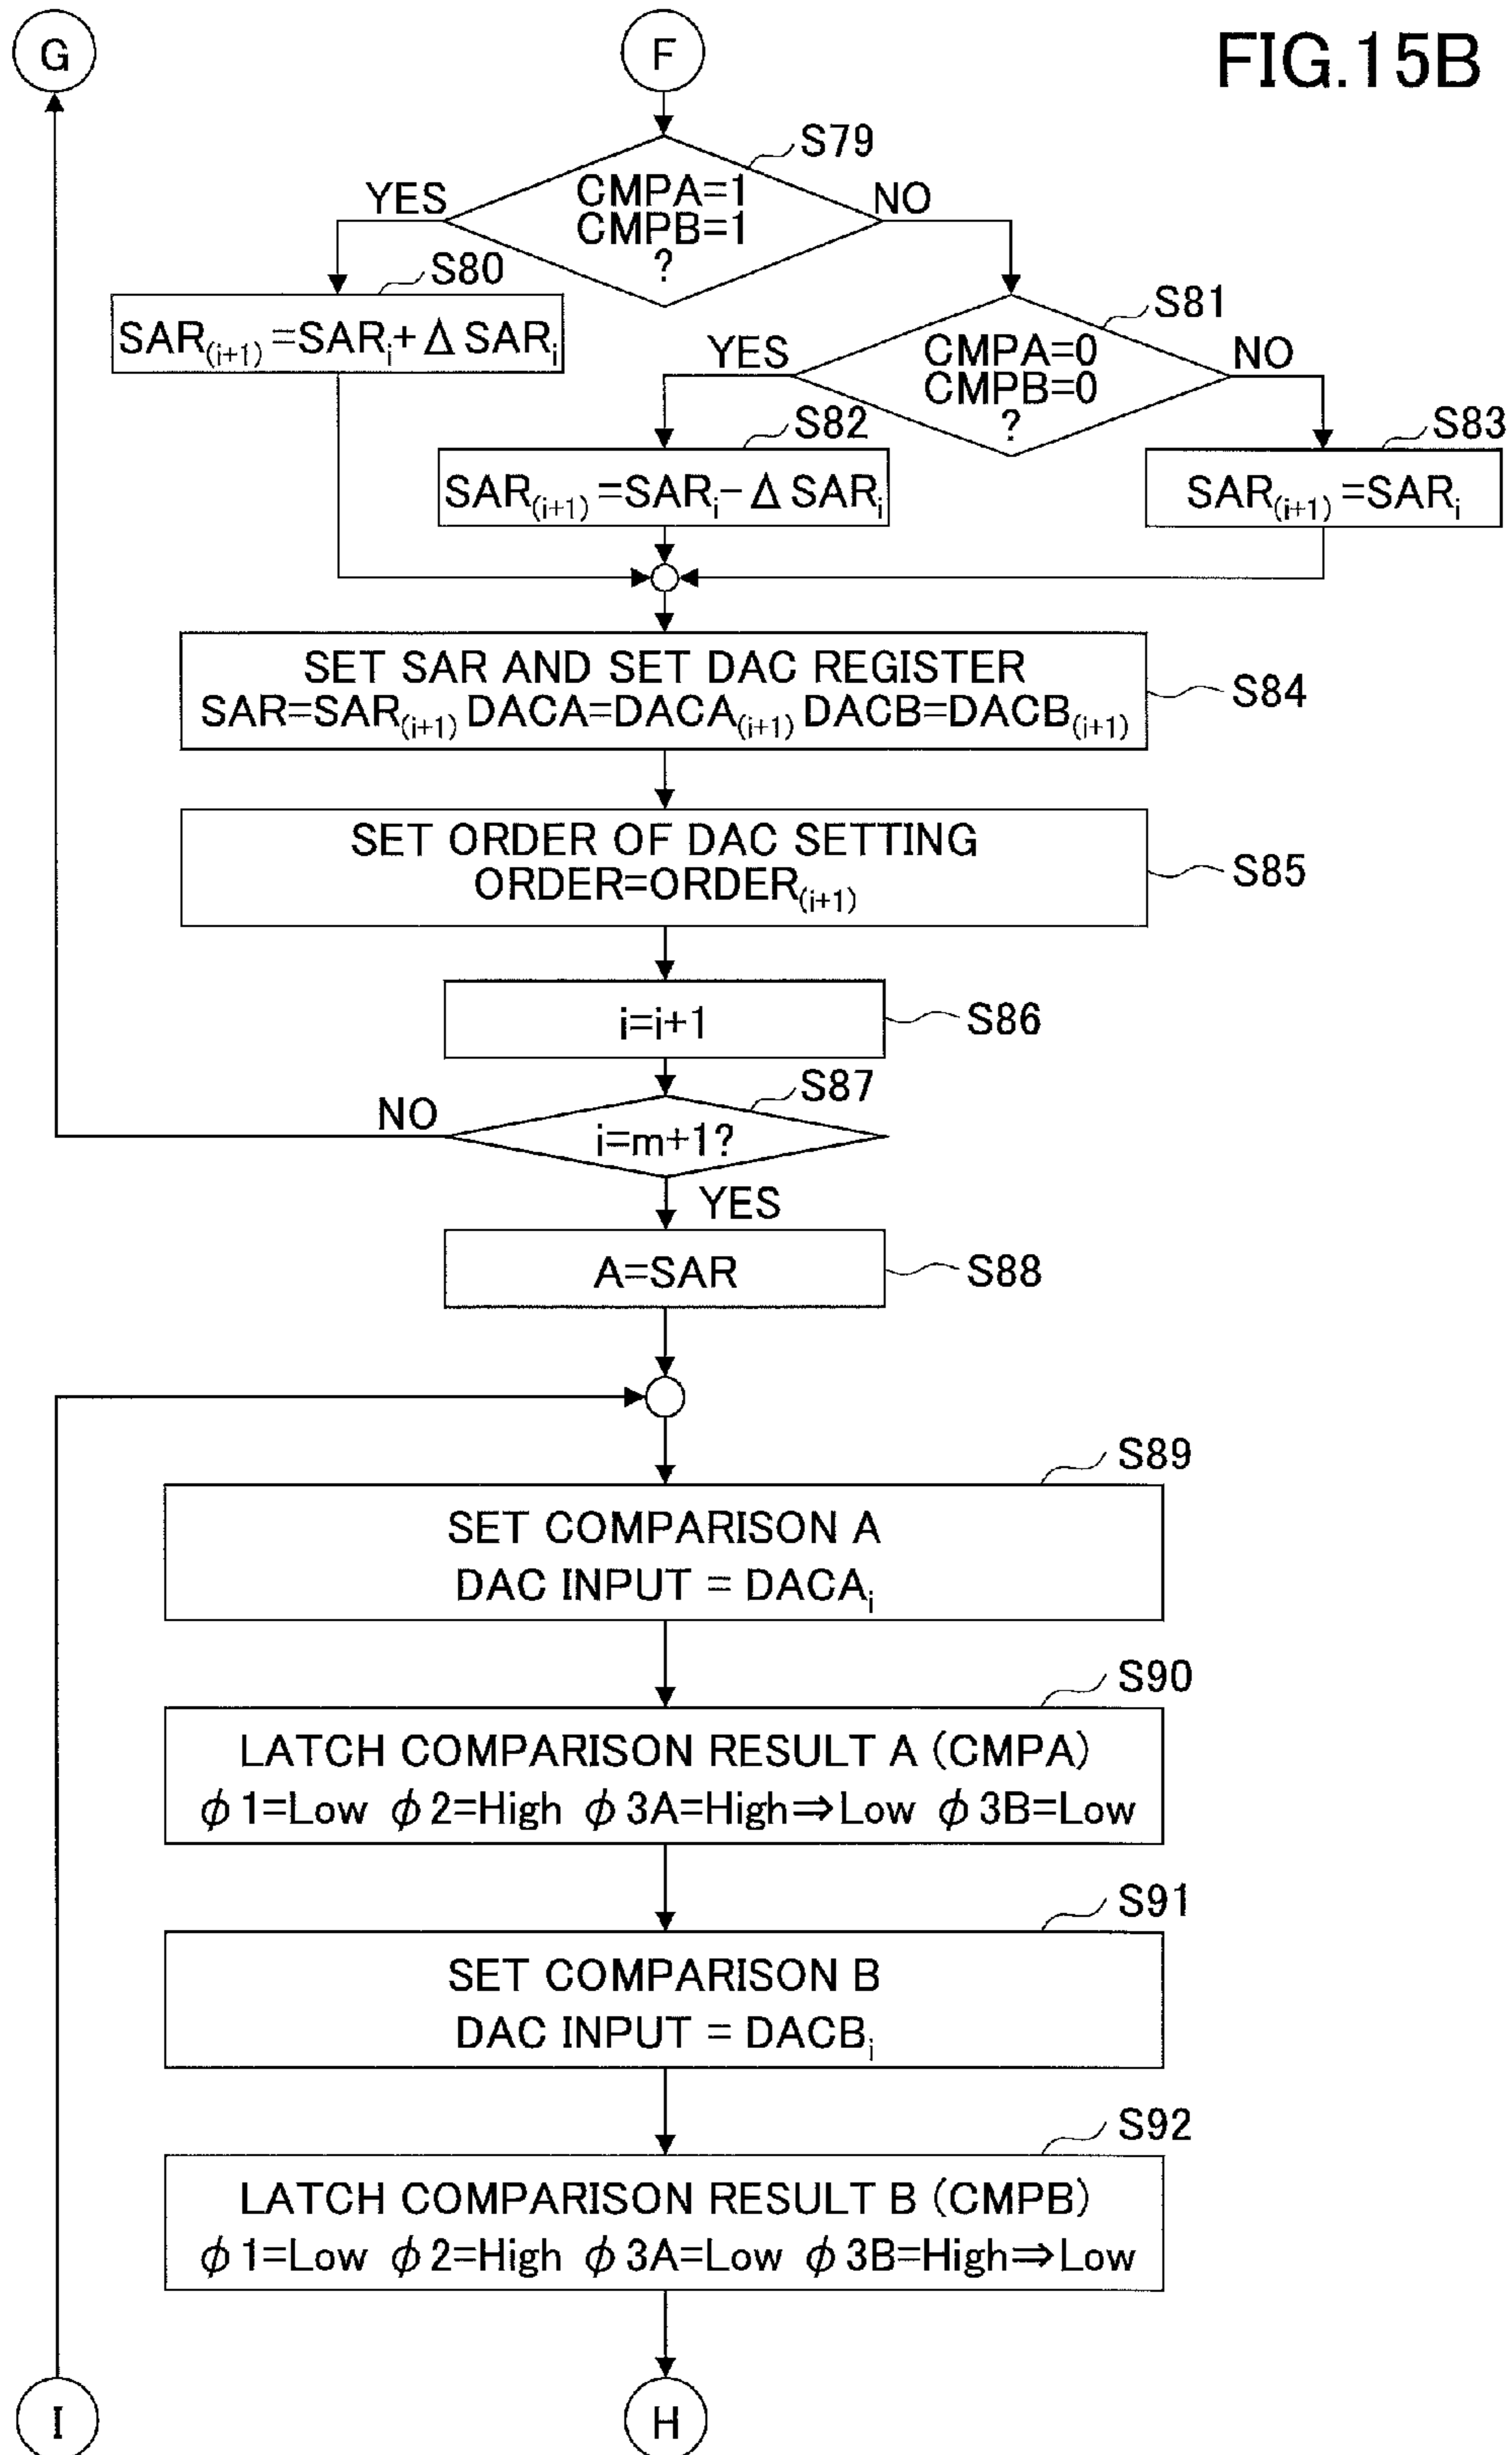 G
F
FIG.15B
S79
CMPA=1
CMPB=1
?
YES
NO
S80
SAR(i+1) =SARi+ Δ SARi
S81
CMPA=0
CMPB=0
?
YES
NO
S82
SAR(i+1) =SARi- Δ SARi
S83
SAR(i+1) =SARi
SET SAR AND SET DAC REGISTER
SAR=SAR(i+1) DACA=DACA(i+1) DACB=DACB(i+1)
S84
SET ORDER OF DAC SETTING
ORDER=ORDER(i+1)
S85
i=i+1
S86
S87
NO
i=m+1?
YES
A=SAR
S88
S89
SET COMPARISON A
DAC INPUT = DACAi
S90
LATCH COMPARISON RESULT A (CMPA)
φ1=Low φ2=High φ3A=High⇒Low φ3B=Low
S91
SET COMPARISON B
DAC INPUT = DACBi
S92
LATCH COMPARISON RESULT B (CMPB)
φ1=Low φ2=High φ3A=Low φ3B=High⇒Low
I
H